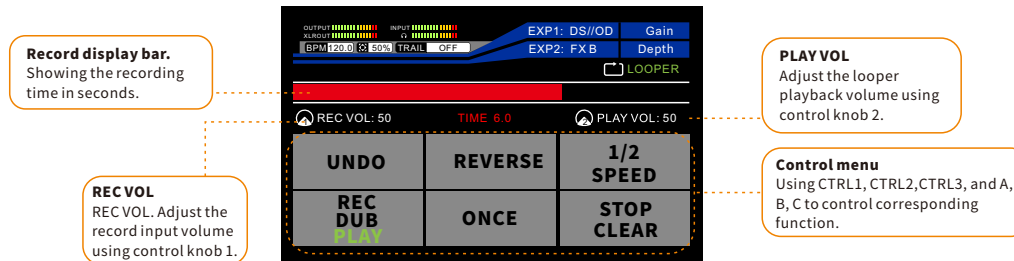 Record display bar.
Showing the recording
time in seconds.
REC VOL
REC VOL. Adjust the
record input volume
using control knob 1.
OUTPUT INPUT
XLROUT
BPM 120.0 50% TRAIL OFF
EXP1: DS//OD Gain
EXP2: FX B Depth
LOOPER
1 REC VOL: 50 TIME 6.0 2 PLAY VOL: 50
UNDO REVERSE 1/2
SPEED
REC
DUB
PLAY
ONCE
STOP
CLEAR
PLAY VOL
Adjust the looper
playback volume using
control knob 2.
Control menu
Using CTRL1, CTRL2,CTRL3, and A,
B, C to control corresponding
function.